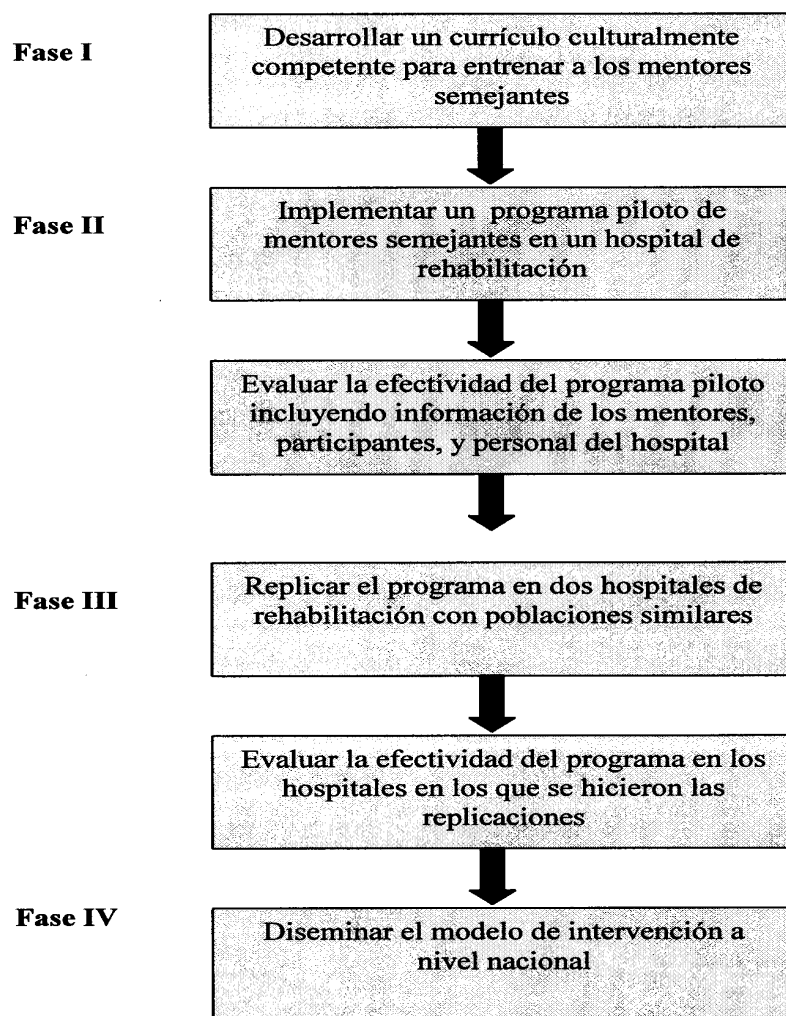 Fase I
Desarrollar un currículo culturalmente
competente para entrenar a los mentores
semejantes
Fase II
Implementar un programa piloto de
mentores semejantes en un hospital de
rehabilitación
Evaluar la efectividad del programa piloto
incluyendo información de los mentores,
participantes, y personal del hospital
Fase III
Replicar el programa en dos hospitales de
rehabilitación con poblaciones similares
Evaluar la efectividad del programa en los
hospitales en los que se hicieron las
replicaciones
Fase IV
Diseminar el modelo de intervención a
nivel nacional